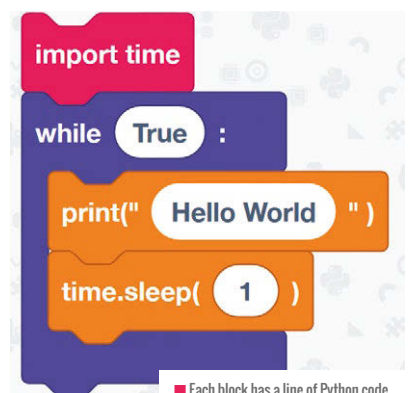 import time
while True :
print(" Hello World ")
time.sleep( 1 )
Each block has a line of Python code